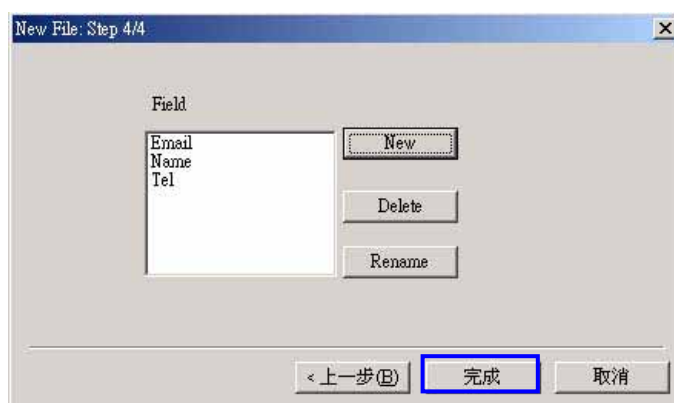 New File: Step 4/4
Field
Email
Name
Tel
New
Delete
Rename
< 上一步(B)
完成
取消